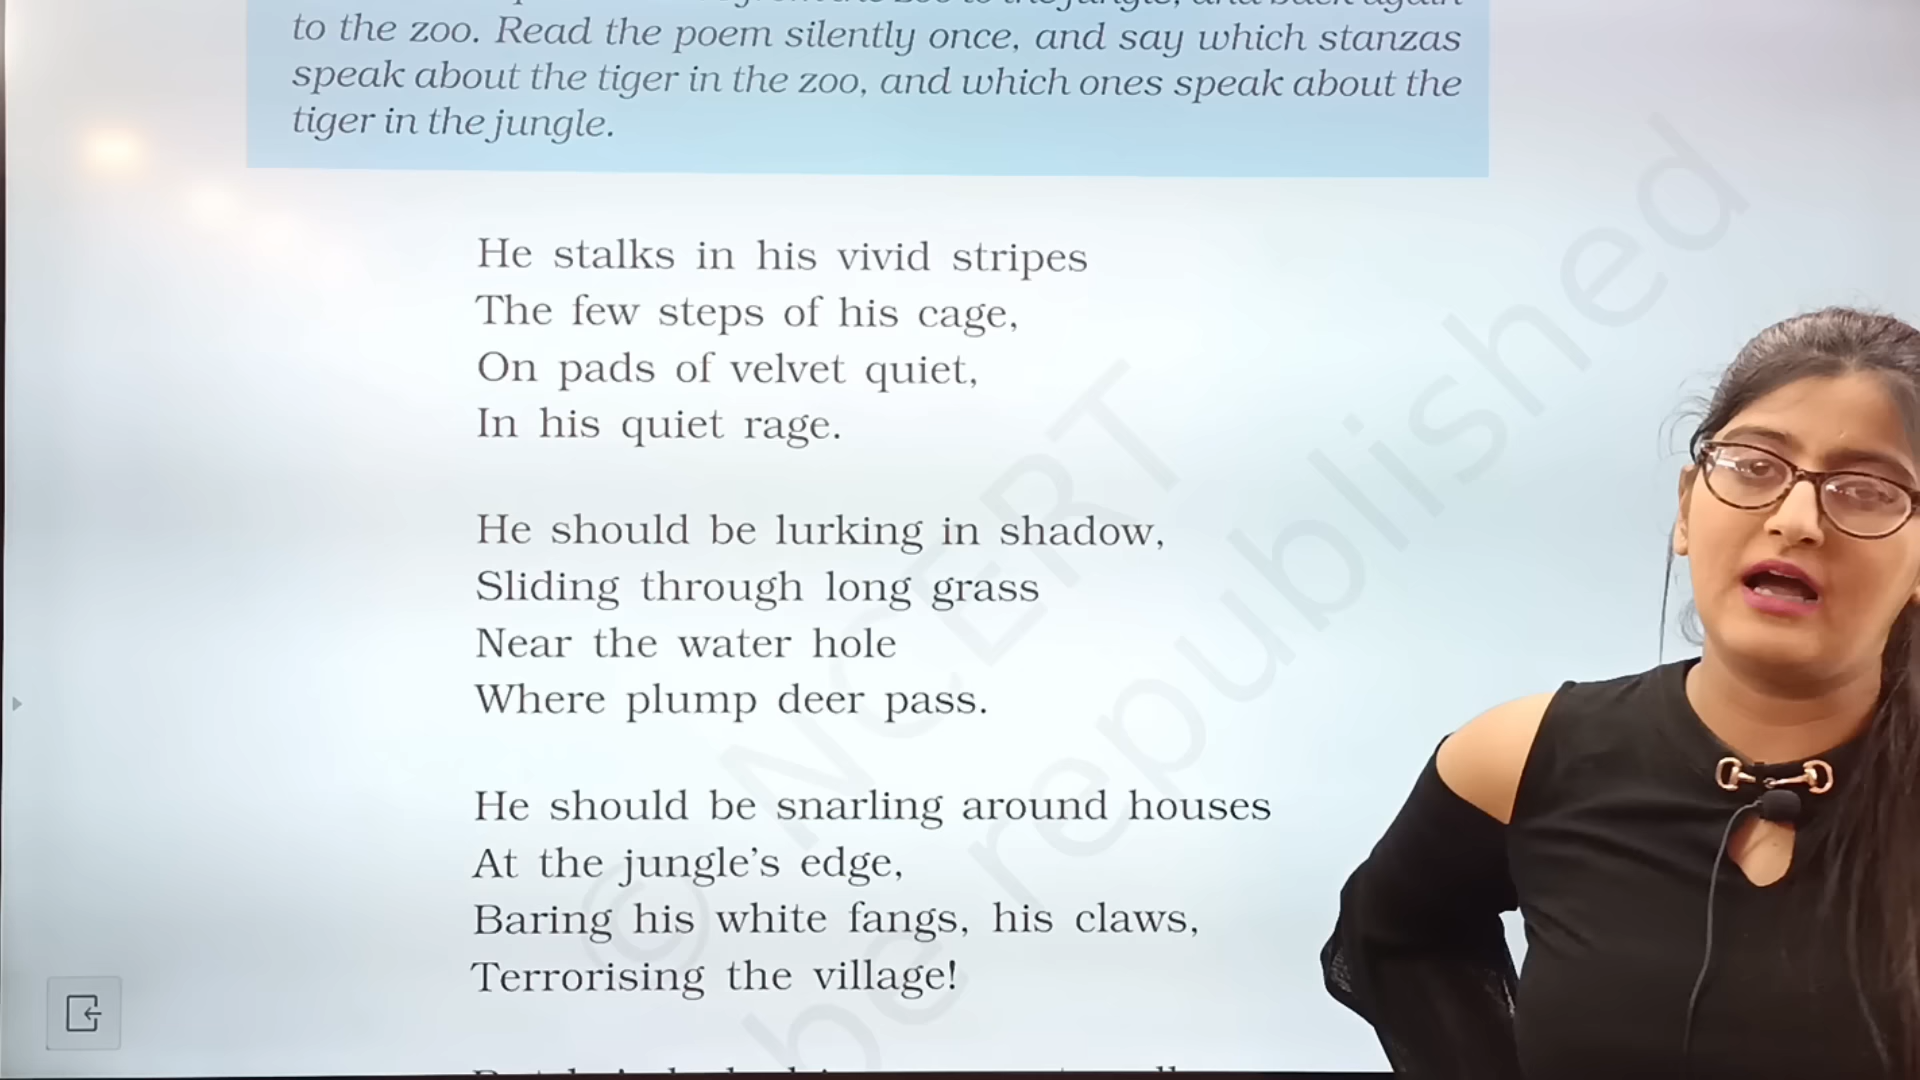 to the zoo. Read the poem silently once, and say which stanzas
speak about the tiger in the zoo, and which ones speak about the
tiger in the jungle.
He stalks in his vivid stripes
The few steps of his cage,
On pads of velvet quiet,
In his quiet rage.
He should be lurking in shadow,
Sliding through long grass
Near the water hole
Where plump deer pass.
He should be snarling around houses
At the jungle’s edge,
Baring his white fangs, his claws,
Terrorising the village!
© NCERT
be republished